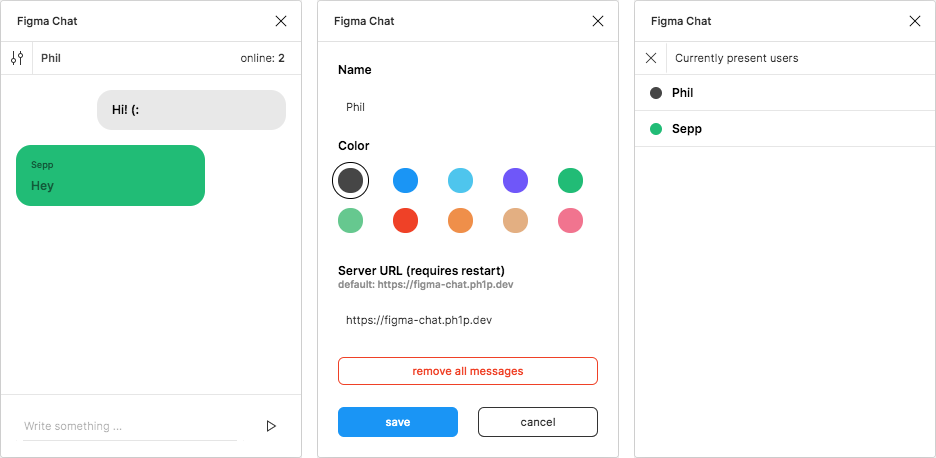 Figma Chat
Phil
online: 2
Hi! (:
Sepp
Hey
Write something ...
Figma Chat
Name
Phil
Color
Server URL (requires restart)
default: https://figma-chat.ph1p.dev
https://figma-chat.ph1p.dev
remove all messages
save
cancel
Figma Chat
Currently present users
Phil
Sepp